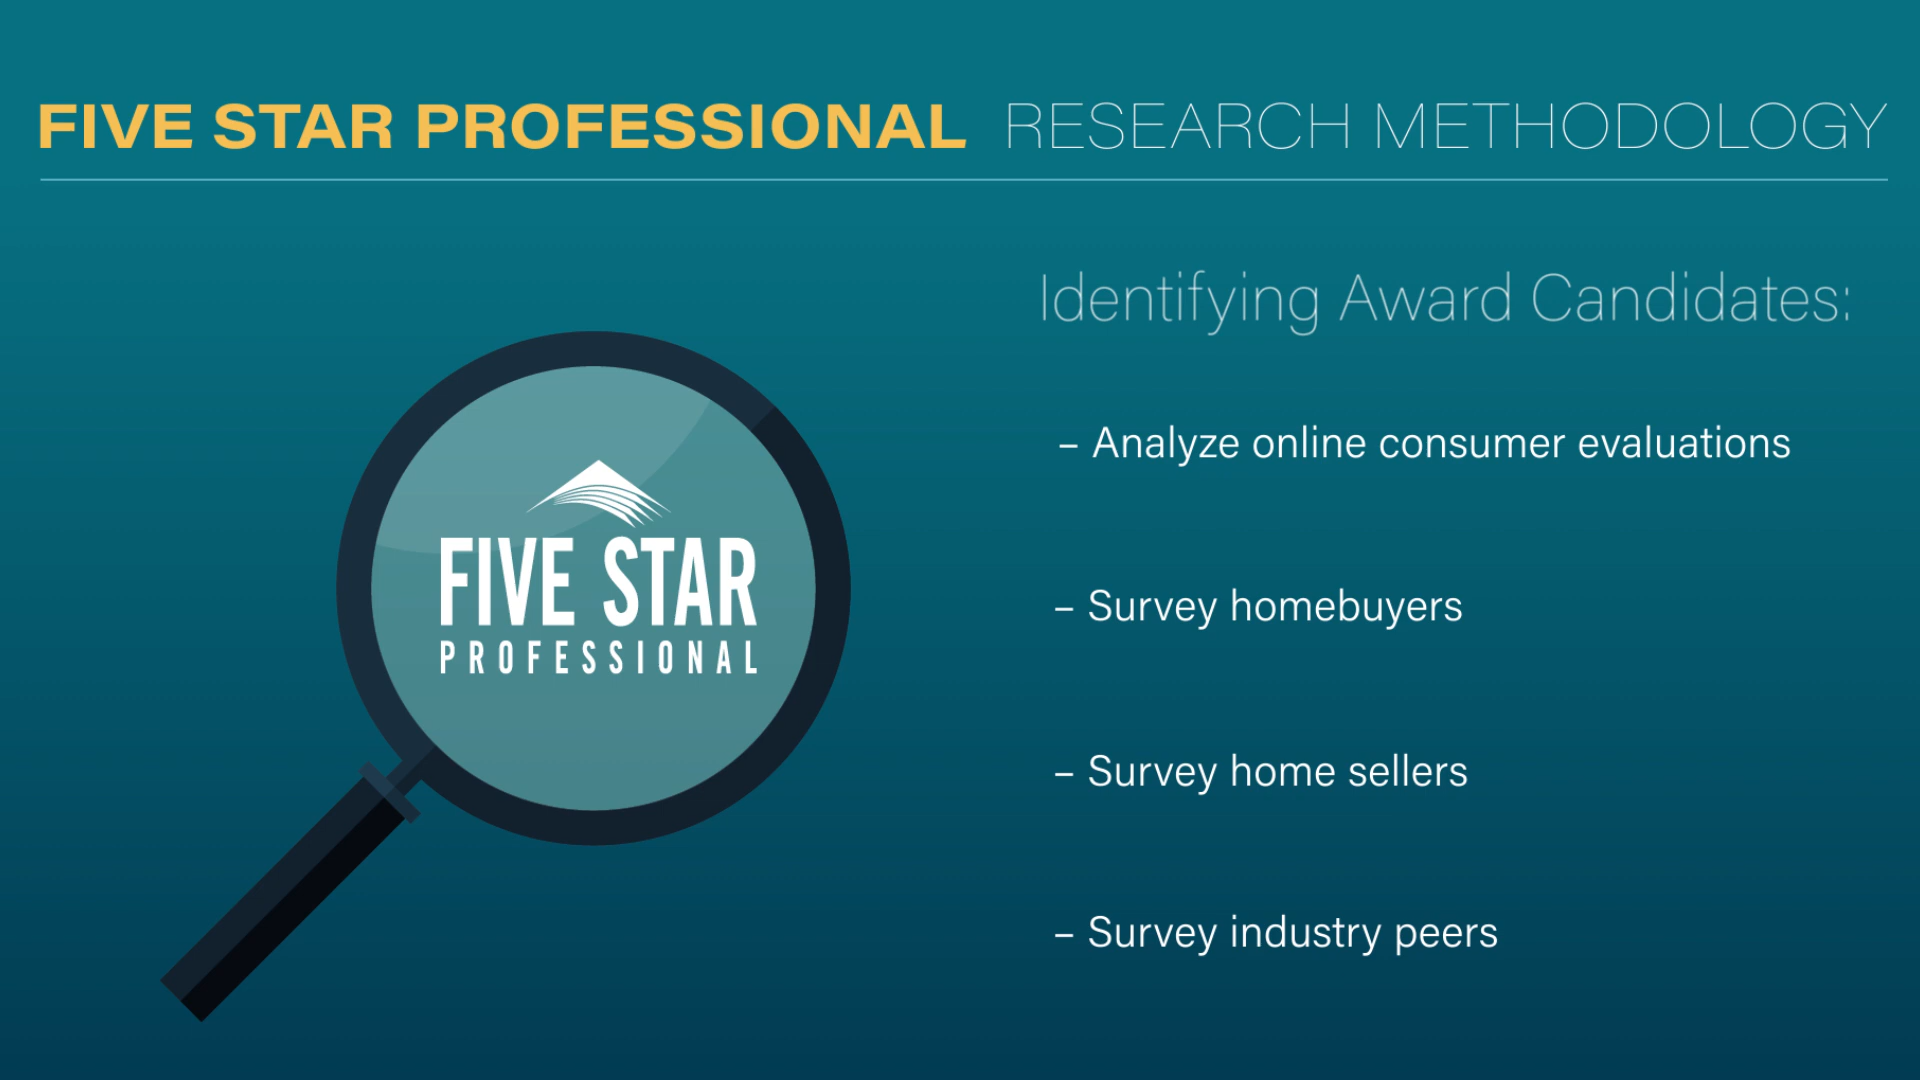 FIVE STAR PROFESSIONAL RESEARCH METHODOLOGY
FIVE STAR
PROFESSIONAL
Identifying Award Candidates:
– Analyze online consumer evaluations
– Survey homebuyers
– Survey home sellers
– Survey industry peers